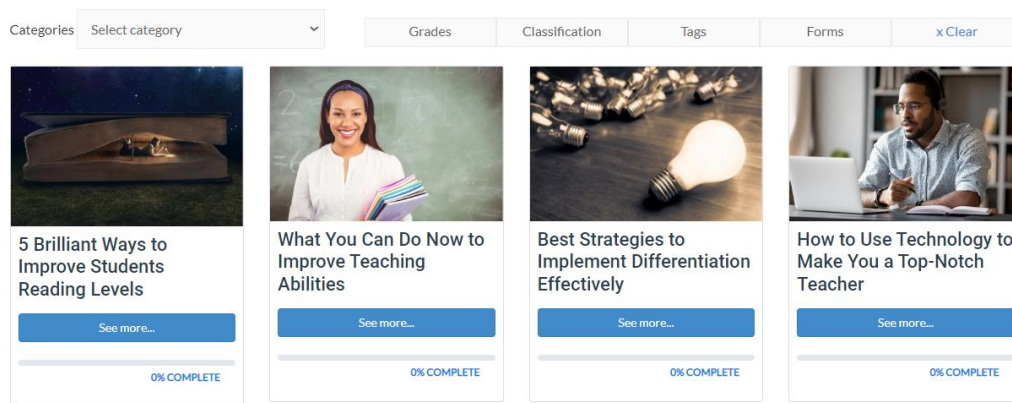 Categories Select category Grades Classification Tags Forms x Clear
5 Brilliant Ways to
Improve Students
Reading Levels
See more...
0% COMPLETE
What You Can Do Now to
Improve Teaching
Abilities
See more...
0% COMPLETE
Best Strategies to
Implement Differentiation
Effectively
See more...
0% COMPLETE
How to Use Technology to
Make You a Top-Notch
Teacher
See more...
0% COMPLETE